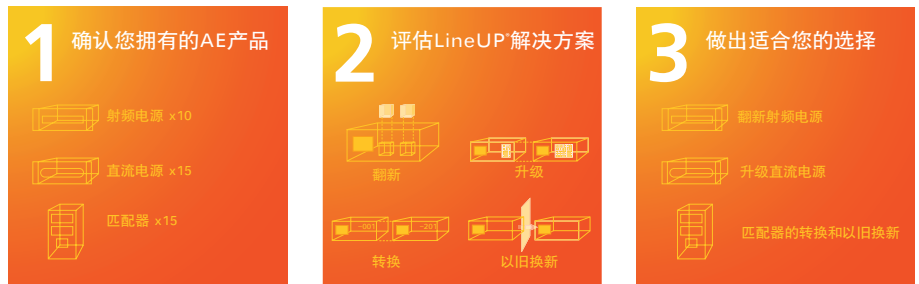 1 确认您拥有的AE产品
射频电源 x10
直流电源 x15
匹配器 x15
2 评估LineUP®解决方案
翻新
升级
-001
-201
转换
以旧换新
3 做出适合您的选择
翻新射频电源
升级直流电源
匹配器的转换和以旧换新